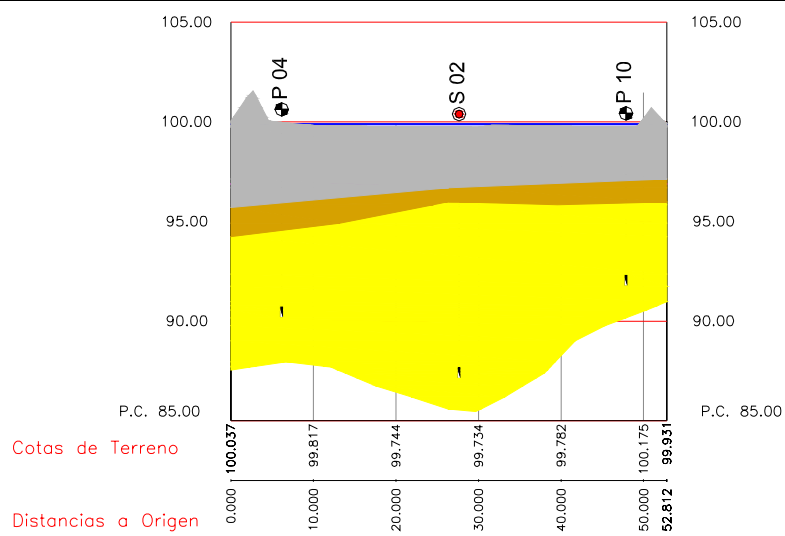 105.00 105.00
P 04 S 02 P 10
100.00 100.00
95.00 95.00
90.00 90.00
P.C. 85.00 P.C. 85.00
Cotas de Terreno 100.037 99.817 99.744 99.734 99.782 100.175 99.931
Distancias a Origen 0.000 10.000 20.000 30.000 40.000 50.000 52.812